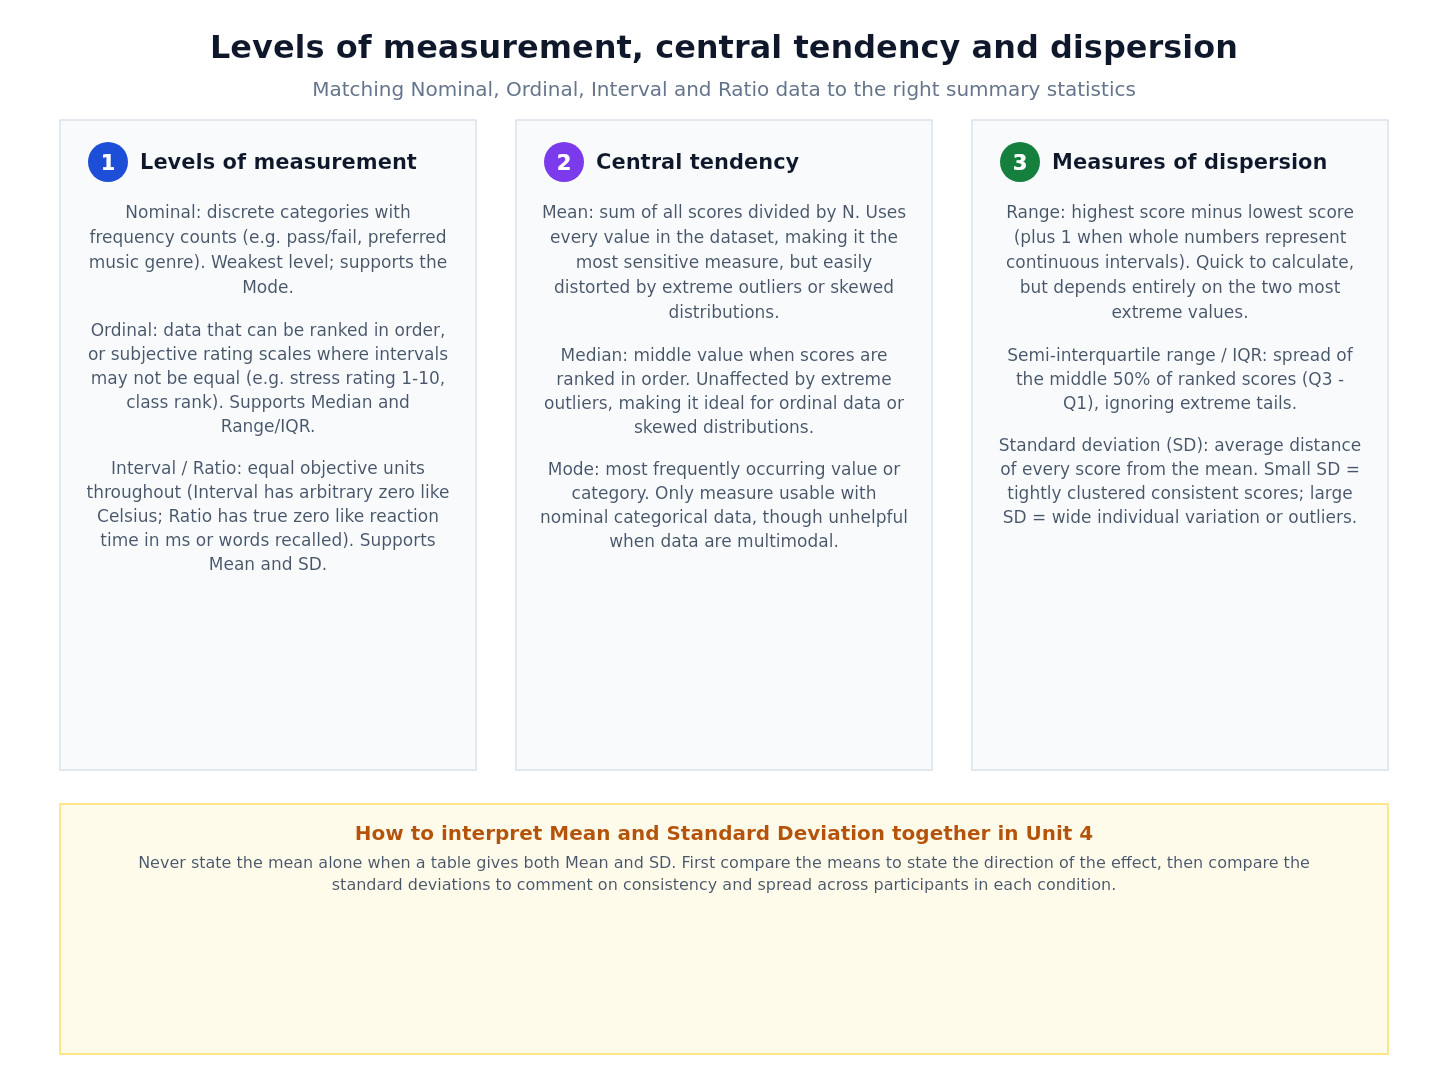 Levels of measurement, central tendency and dispersion
Matching Nominal, Ordinal, Interval and Ratio data to the right summary statistics
1 Levels of measurement
Nominal: discrete categories with
frequency counts (e.g. pass/fail, preferred
music genre). Weakest level; supports the
Mode.
Ordinal: data that can be ranked in order,
or subjective rating scales where intervals
may not be equal (e.g. stress rating 1-10,
class rank). Supports Median and
Range/IQR.
Interval / Ratio: equal objective units
throughout (Interval has arbitrary zero like
Celsius; Ratio has true zero like reaction
time in ms or words recalled). Supports
Mean and SD.
2 Central tendency
Mean: sum of all scores divided by N. Uses
every value in the dataset, making it the
most sensitive measure, but easily
distorted by extreme outliers or skewed
distributions.
Median: middle value when scores are
ranked in order. Unaffected by extreme
outliers, making it ideal for ordinal data or
skewed distributions.
Mode: most frequently occurring value or
category. Only measure usable with
nominal categorical data, though unhelpful
when data are multimodal.
3 Measures of dispersion
Range: highest score minus lowest score
(plus 1 when whole numbers represent
continuous intervals). Quick to calculate,
but depends entirely on the two most
extreme values.
Semi-interquartile range / IQR: spread of
the middle 50% of ranked scores (Q3 -
Q1), ignoring extreme tails.
Standard deviation (SD): average distance
of every score from the mean. Small SD =
tightly clustered consistent scores; large
SD = wide individual variation or outliers.
How to interpret Mean and Standard Deviation together in Unit 4
Never state the mean alone when a table gives both Mean and SD. First compare the means to state the direction of the effect, then compare the
standard deviations to comment on consistency and spread across participants in each condition.